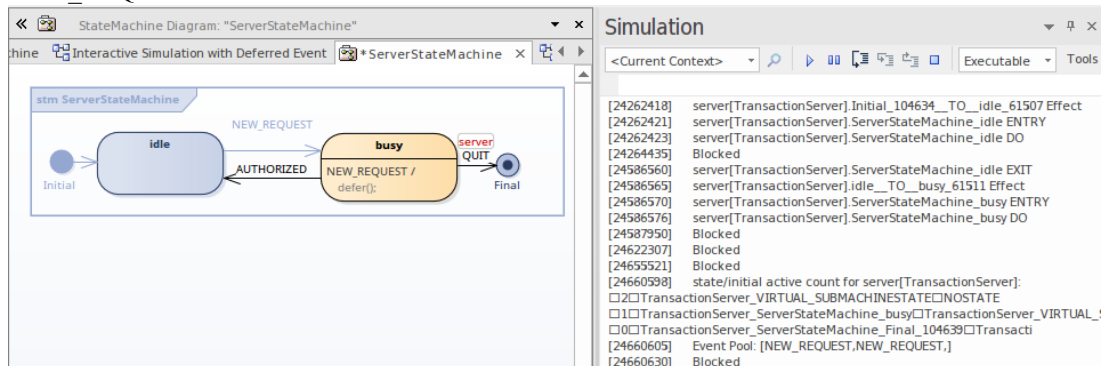 StateMachine Diagram: "ServerStateMachine"
hine Interactive Simulation with Deferred Event *ServerStateMachine
stm ServerStateMachine
NEW_REQUEST
idle
busy
server
QUIT
AUTHORIZED
NEW_REQUEST /
defer();
Initial
Final
Simulation
<Current Context>
Executable
Tools
[24262418] server[TransactionServer].Initial_104634__TO__idle_61507 Effect
[24262421] server[TransactionServer].ServerStateMachine_idle ENTRY
[24262423] server[TransactionServer].ServerStateMachine_idle DO
[24264435] Blocked
[24586560] server[TransactionServer].ServerStateMachine_idle EXIT
[24586565] server[TransactionServer].idle__TO__busy_61511 Effect
[24586570] server[TransactionServer].ServerStateMachine_busy ENTRY
[24586576] server[TransactionServer].ServerStateMachine_busy DO
[24587950] Blocked
[24622307] Blocked
[24655521] Blocked
[24660598] state/initial active count for server[TransactionServer]:
□2□TransactionServer_VIRTUAL_SUBMACHINESTATE□NOSTATE
□1□TransactionServer_ServerStateMachine_busy□TransactionServer_VIRTUAL_S
□0□TransactionServer_ServerStateMachine_Final_104639□Transacti
[24660605] Event Pool: [NEW_REQUEST,NEW_REQUEST,]
[24660630] Blocked